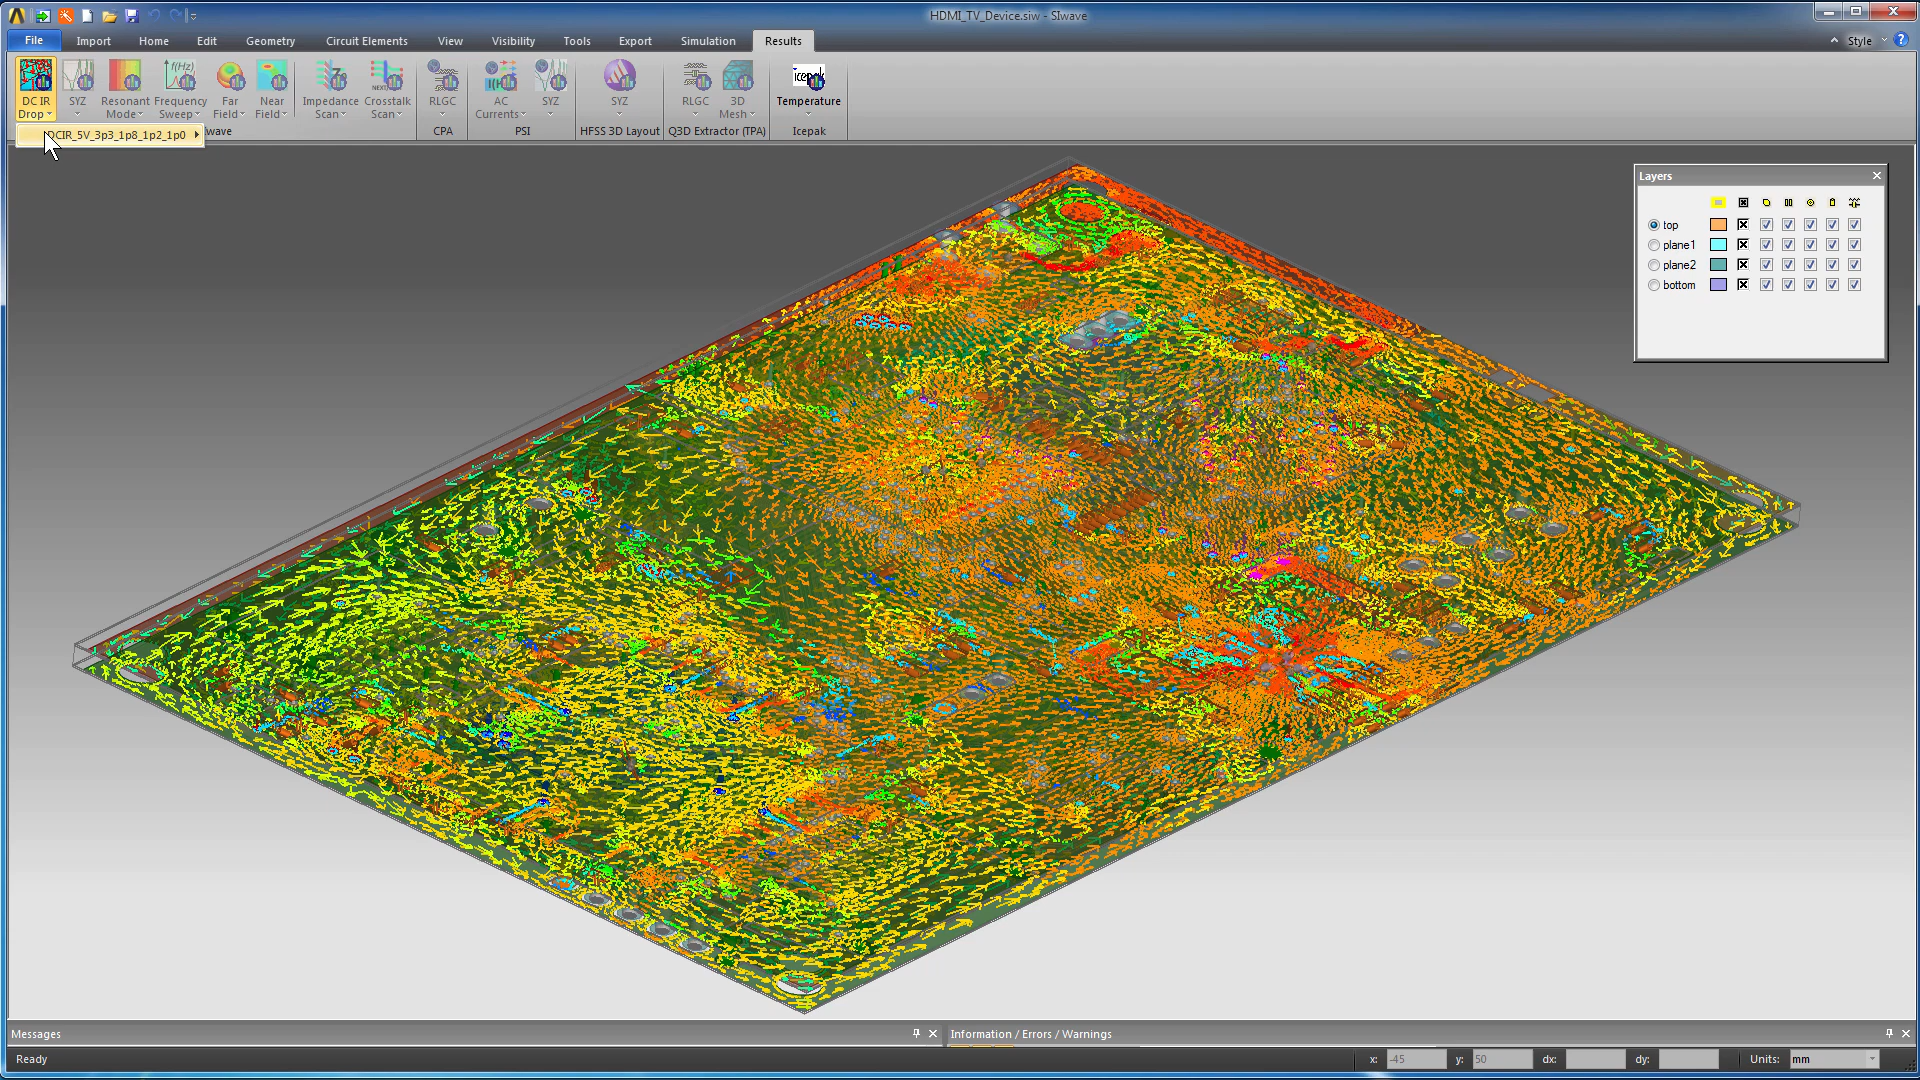 HDMI_TV_Device.siw - SIwave
File Import Home Edit Geometry Circuit Elements View Visibility Tools Export Simulation Results Style
DC IR Drop SYZ Resonant Mode Frequency Sweep Far Field Near Field Impedance Scan Crosstalk Scan RLGC AC Currents SYZ SYZ RLGC 3D Mesh Temperature
f(Hz)
NEXT
icepak
wave CPA PSI HFSS 3D Layout Q3D Extractor (TPA) Icepak
DCIR_5V_3p3_1p8_1p2_1p0
Layers
top
plane1
plane2
bottom
Messages Information / Errors / Warnings
Ready x: -45 y: 50 dx: dy: Units: mm